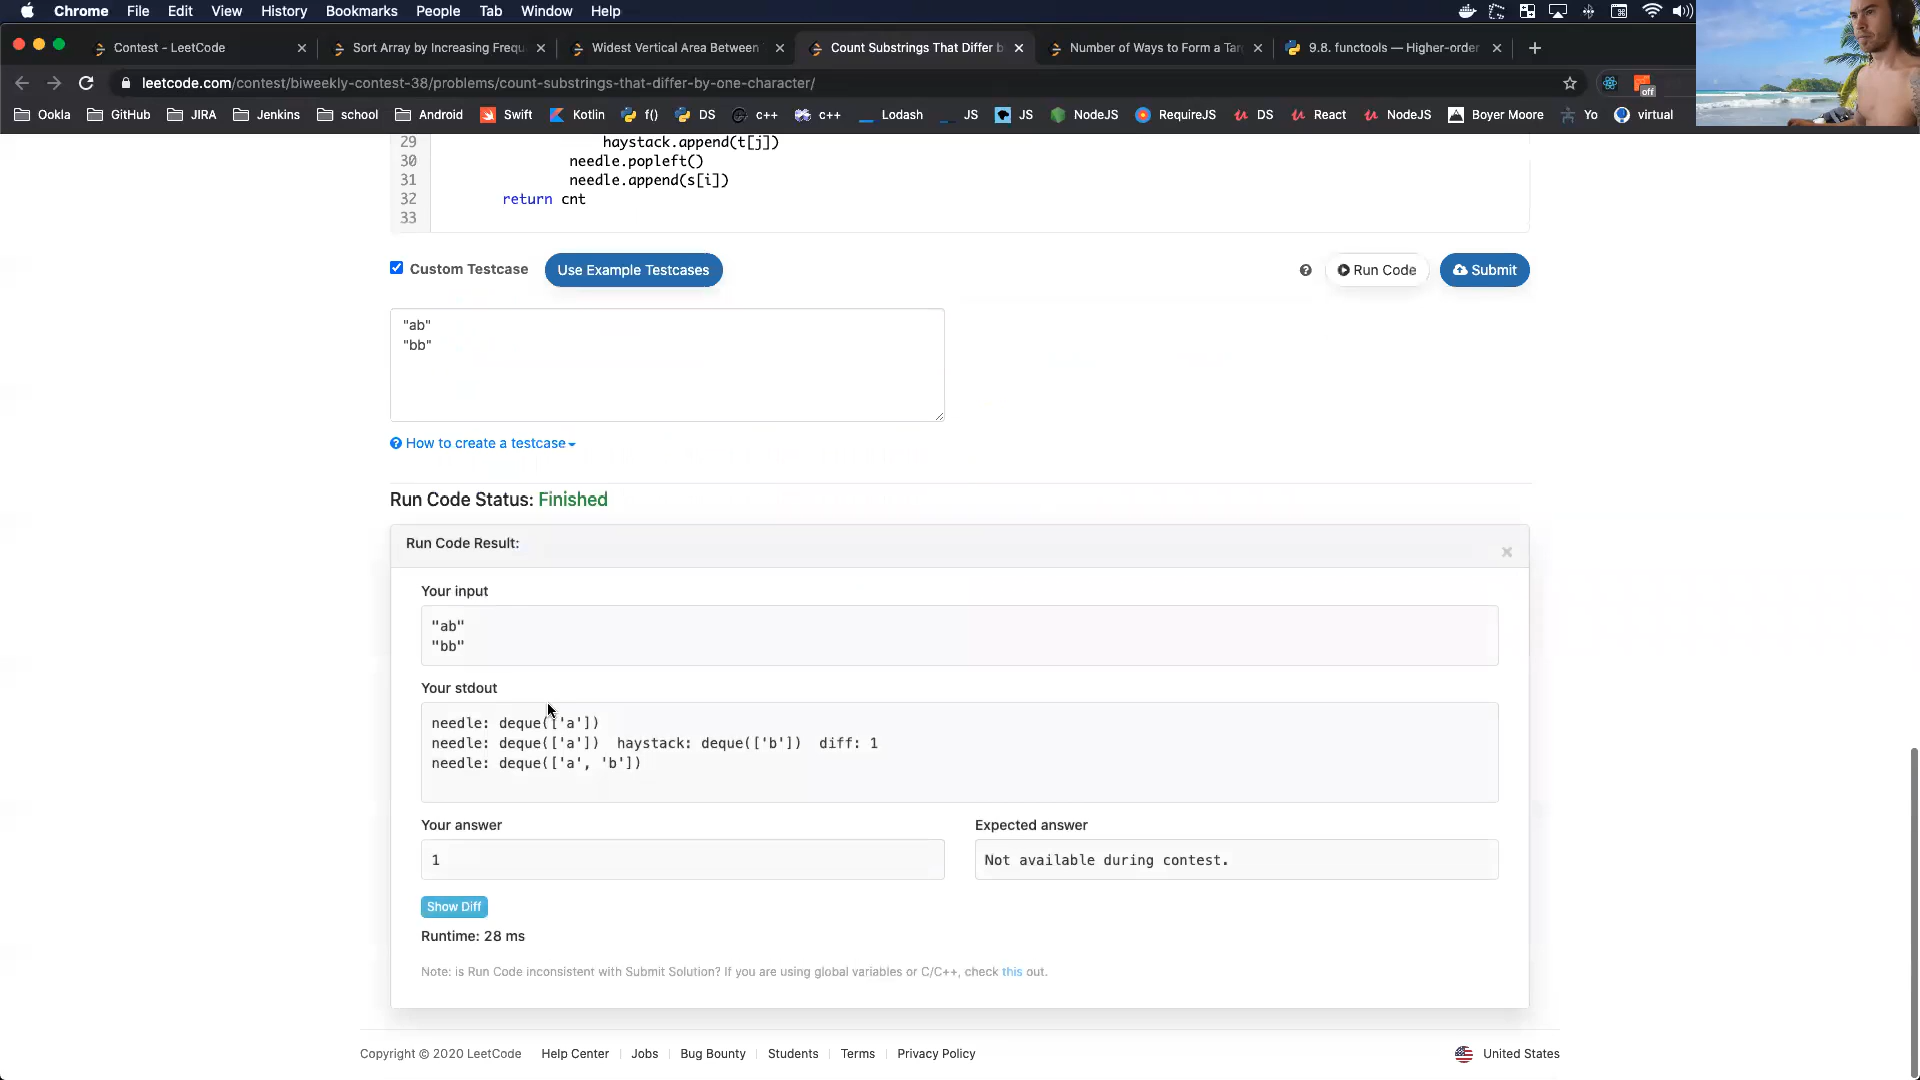 Chrome File Edit View History Bookmarks People Tab Window Help
Contest - LeetCode
Sort Array by Increasing Frequ
Widest Vertical Area Between
Count Substrings That Differ b
Number of Ways to Form a Tar
9.8. functools — Higher-order
leetcode.com/contest/biweekly-contest-38/problems/count-substrings-that-differ-by-one-character/
off
Ookla GitHub JIRA Jenkins school Android Swift Kotlin f() DS c++ c++ Lodash JS JS NodeJS RequireJS DS React NodeJS Boyer Moore Yo virtual
29 haystack.append(t[j])
30 needle.popleft()
31 needle.append(s[i])
32 return cnt
33
Custom Testcase Use Example Testcases Run Code Submit
"ab"
"bb"
How to create a testcase
Run Code Status: Finished
Run Code Result:
Your input
"ab"
"bb"
Your stdout
needle: deque(['a'])
needle: deque(['a']) haystack: deque(['b']) diff: 1
needle: deque(['a', 'b'])
Your answer
1
Expected answer
Not available during contest.
Show Diff
Runtime: 28 ms
Note: is Run Code inconsistent with Submit Solution? If you are using global variables or C/C++, check this out.
Copyright © 2020 LeetCode Help Center Jobs Bug Bounty Students Terms Privacy Policy United States